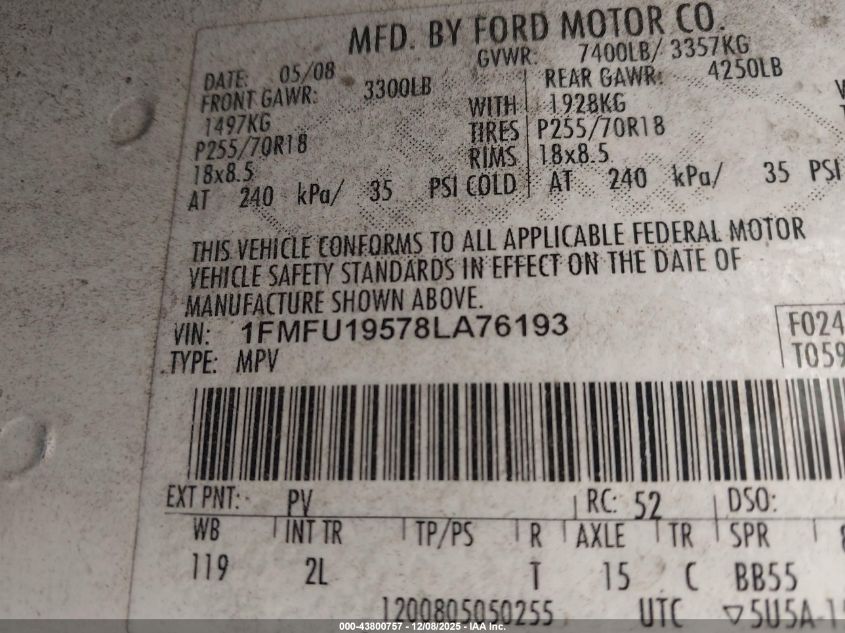 MFD. BY FORD MOTOR CO.
DATE: 05/08 GVWR: 7400LB/ 3357KG
FRONT GAWR: 3300LB REAR GAWR: 4250LB
1497KG WITH 1928KG
P255/70R18 TIRES P255/70R18
18x8.5 RIMS 18x8.5
AT 240 kPa/ 35 PSI COLD AT 240 kPa/ 35 PSI
THIS VEHICLE CONFORMS TO ALL APPLICABLE FEDERAL MOTOR
VEHICLE SAFETY STANDARDS IN EFFECT ON THE DATE OF
MANUFACTURE SHOWN ABOVE.
VIN: 1FMFU19578LA76193 F024
TYPE: MPV T059
EXT PNT: PV RC: 52 DSO:
WB INT TR TP/PS R AXLE TR SPR
119 2L T 15 C BB55
1200805050255 UTC ▽5U5A-15
000-43800757 - 12/08/2025 - IAA Inc.